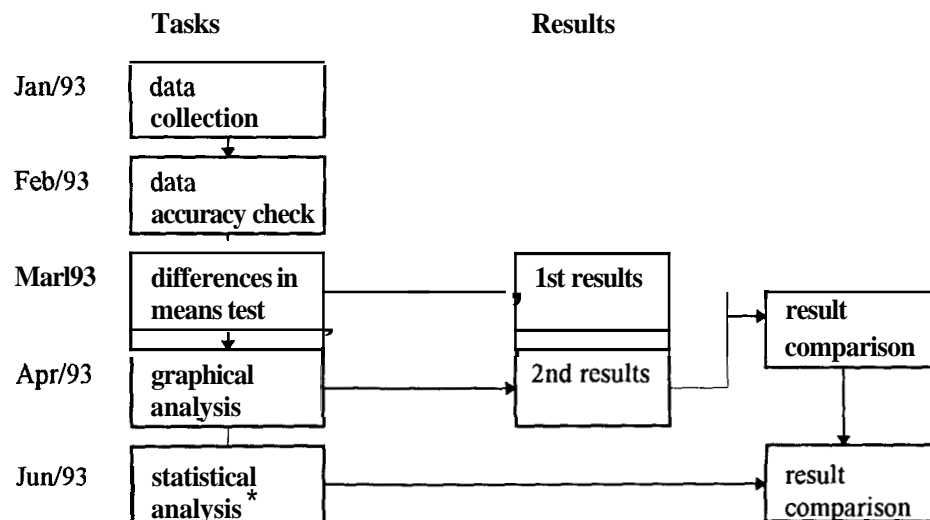 Tasks Results
Jan/93 data
collection
Feb/93 data
accuracy check
Marl93 differences in 1st results
means test result
comparison
Apr/93 graphical 2nd results
analysis
Jun/93 statistical result
analysis * comparison